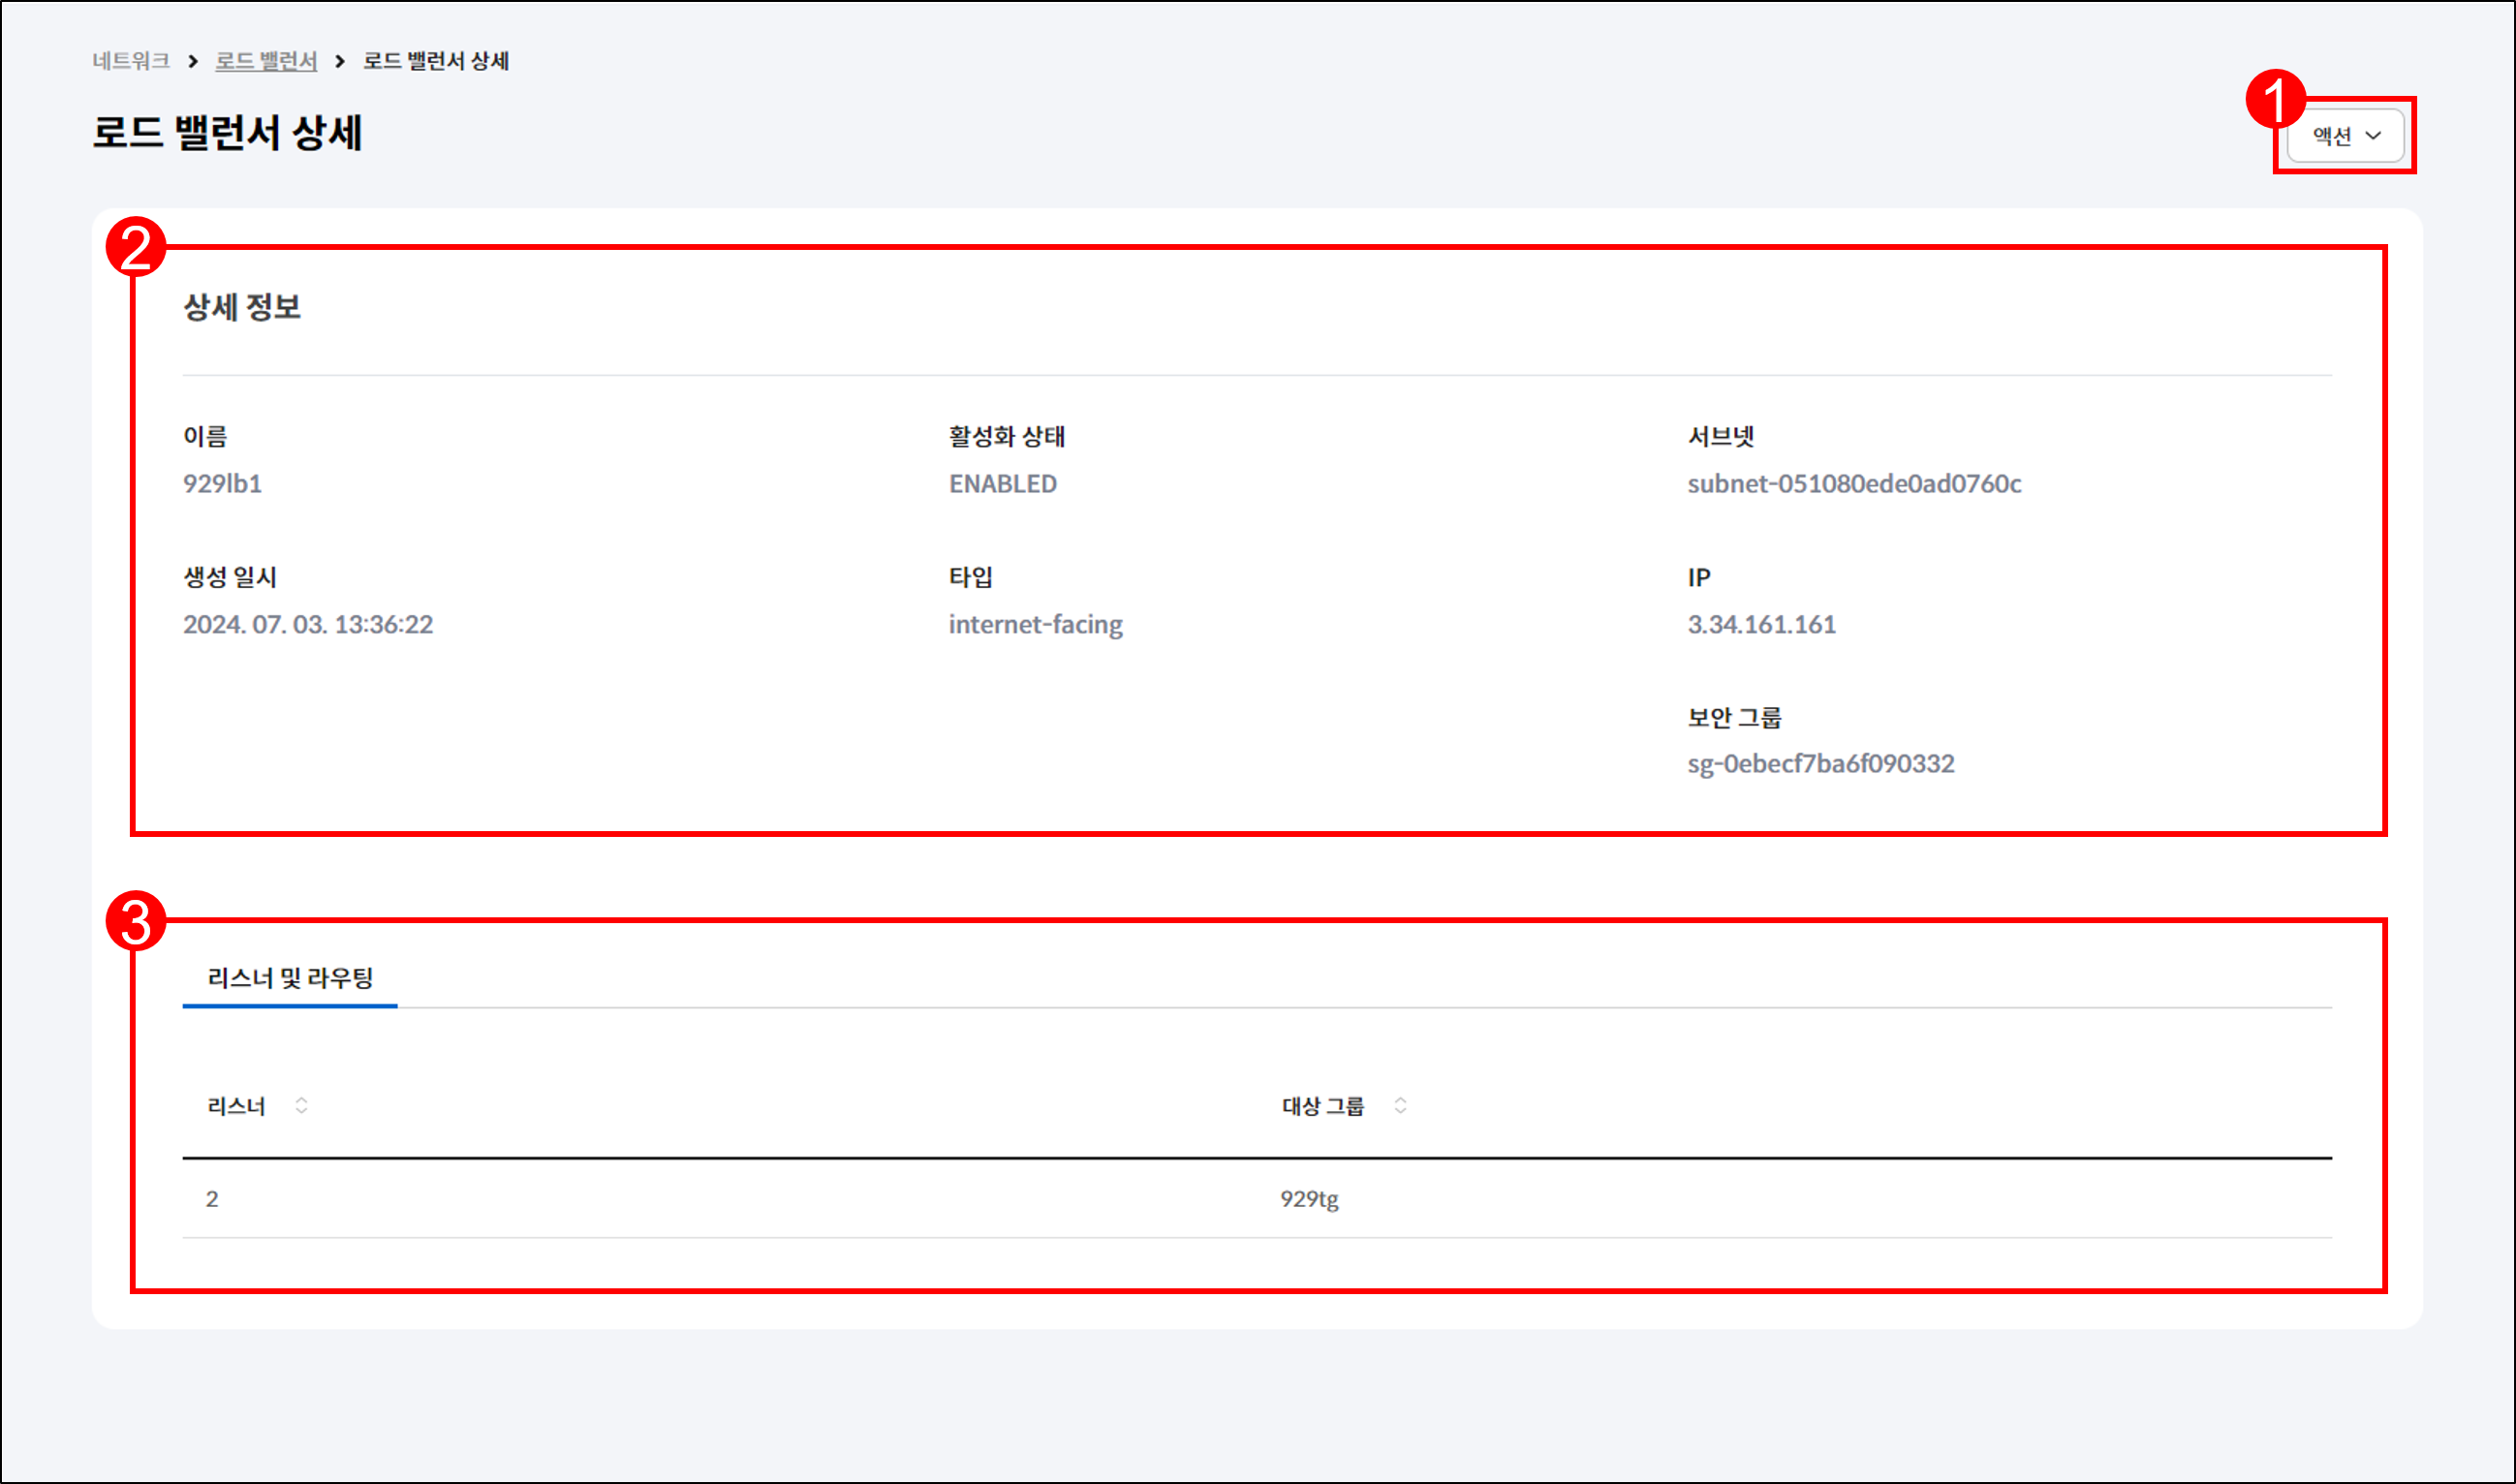 네트워크 > 로드 밸런서 > 로드 밸런서 상세
로드 밸런서 상세
1
액션
2
상세 정보
이름 활성화 상태 서브넷
929lb1 ENABLED subnet-051080ede0ad0760c
생성 일시 타입 IP
2024. 07. 03. 13:36:22 internet-facing 3.34.161.161
보안 그룹
sg-0ebecf7ba6f090332
3
리스너 및 라우팅
리스너 대상 그룹
2 929tg